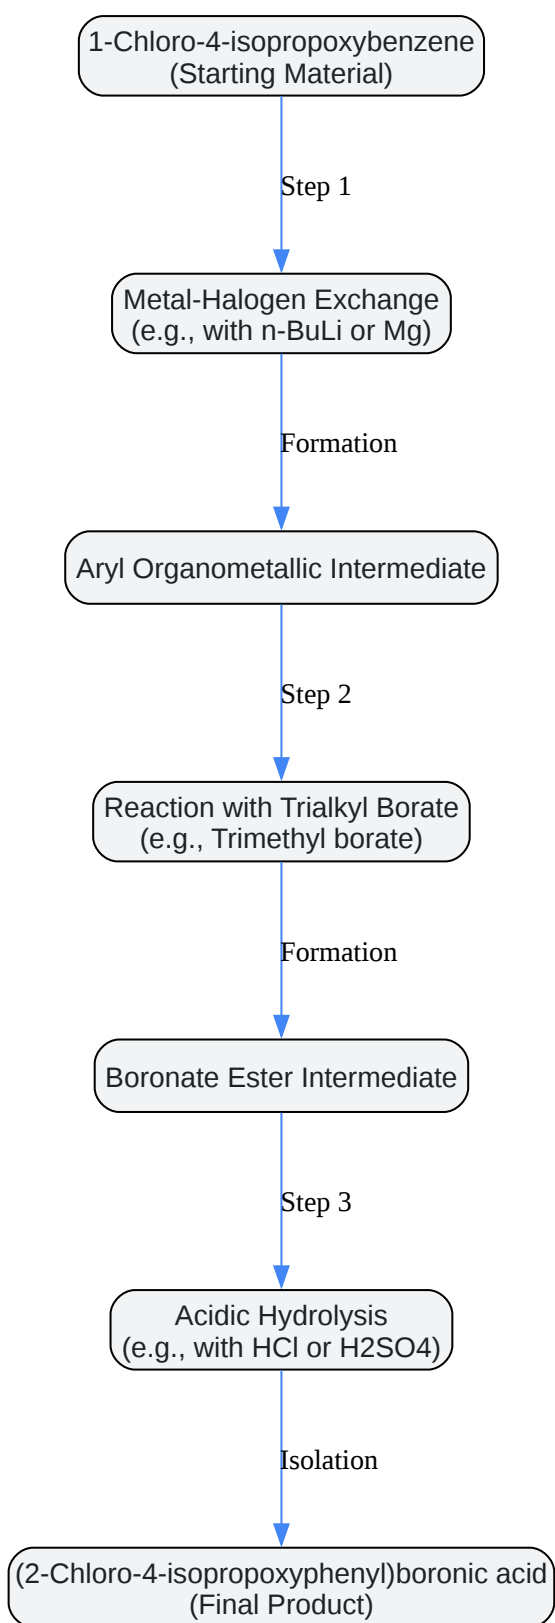 1-Chloro-4-isopropoxybenzene
(Starting Material)
Step 1
Metal-Halogen Exchange
(e.g., with n-BuLi or Mg)
Formation
Aryl Organometallic Intermediate
Step 2
Reaction with Trialkyl Borate
(e.g., Trimethyl borate)
Formation
Boronate Ester Intermediate
Step 3
Acidic Hydrolysis
(e.g., with HCl or H2SO4)
Isolation
(2-Chloro-4-isopropoxyphenyl)boronic acid
(Final Product)